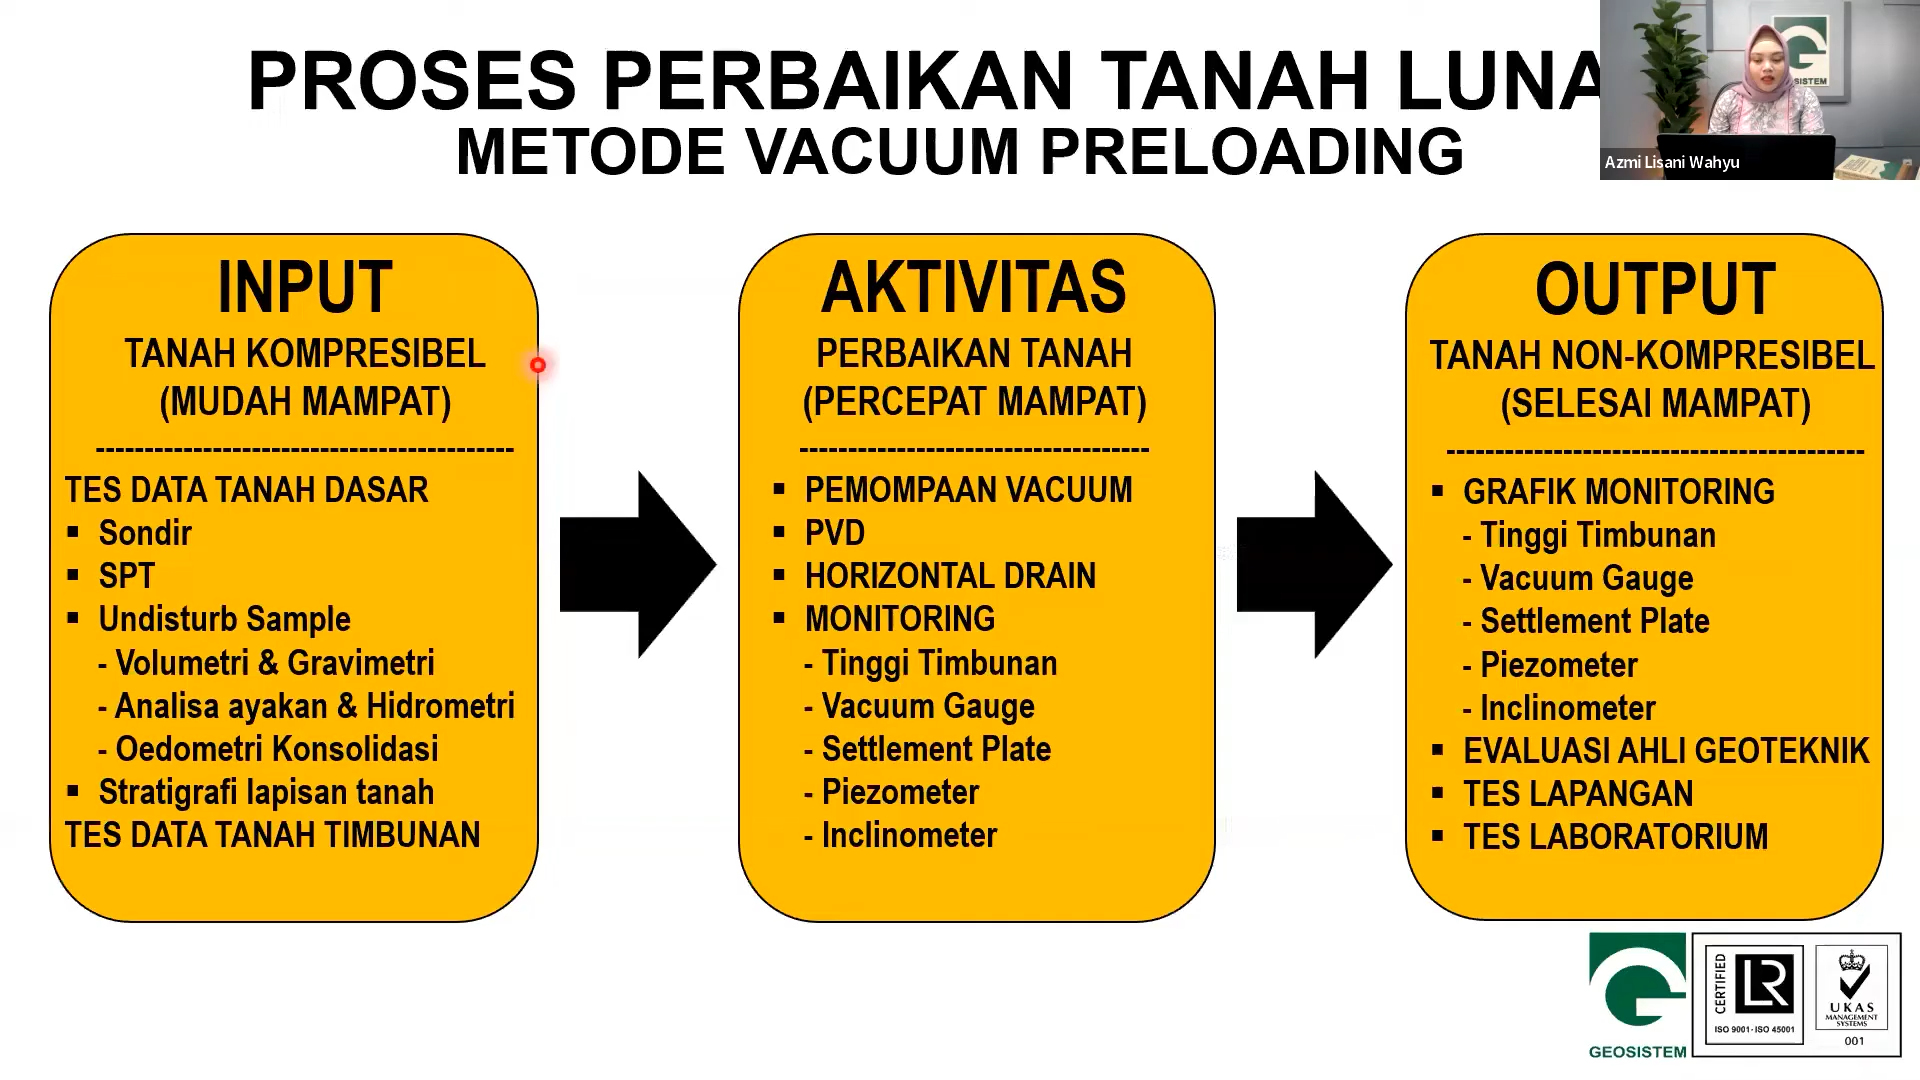 PROSES PERBAIKAN TANAH LUNA
METODE VACUUM PRELOADING
SISTEM
Azmi Lisani Wahyu
INPUT
TANAH KOMPRESIBEL
(MUDAH MAMPAT)
-------------------------------------------
TES DATA TANAH DASAR
▪ Sondir
▪ SPT
▪ Undisturb Sample
- Volumetri & Gravimetri
- Analisa ayakan & Hidrometri
- Oedometri Konsolidasi
▪ Stratigrafi lapisan tanah
TES DATA TANAH TIMBUNAN
AKTIVITAS
PERBAIKAN TANAH
(PERCEPAT MAMPAT)
------------------------------------
▪ PEMOMPAAN VACUUM
▪ PVD
▪ HORIZONTAL DRAIN
▪ MONITORING
- Tinggi Timbunan
- Vacuum Gauge
- Settlement Plate
- Piezometer
- Inclinometer
OUTPUT
TANAH NON-KOMPRESIBEL
(SELESAI MAMPAT)
-------------------------------------------
▪ GRAFIK MONITORING
- Tinggi Timbunan
- Vacuum Gauge
- Settlement Plate
- Piezometer
- Inclinometer
▪ EVALUASI AHLI GEOTEKNIK
▪ TES LAPANGAN
▪ TES LABORATORIUM
GEOSISTEM
CERTIFIED
LR
ISO 9001 · ISO 45001
UKAS
MANAGEMENT
SYSTEMS
001